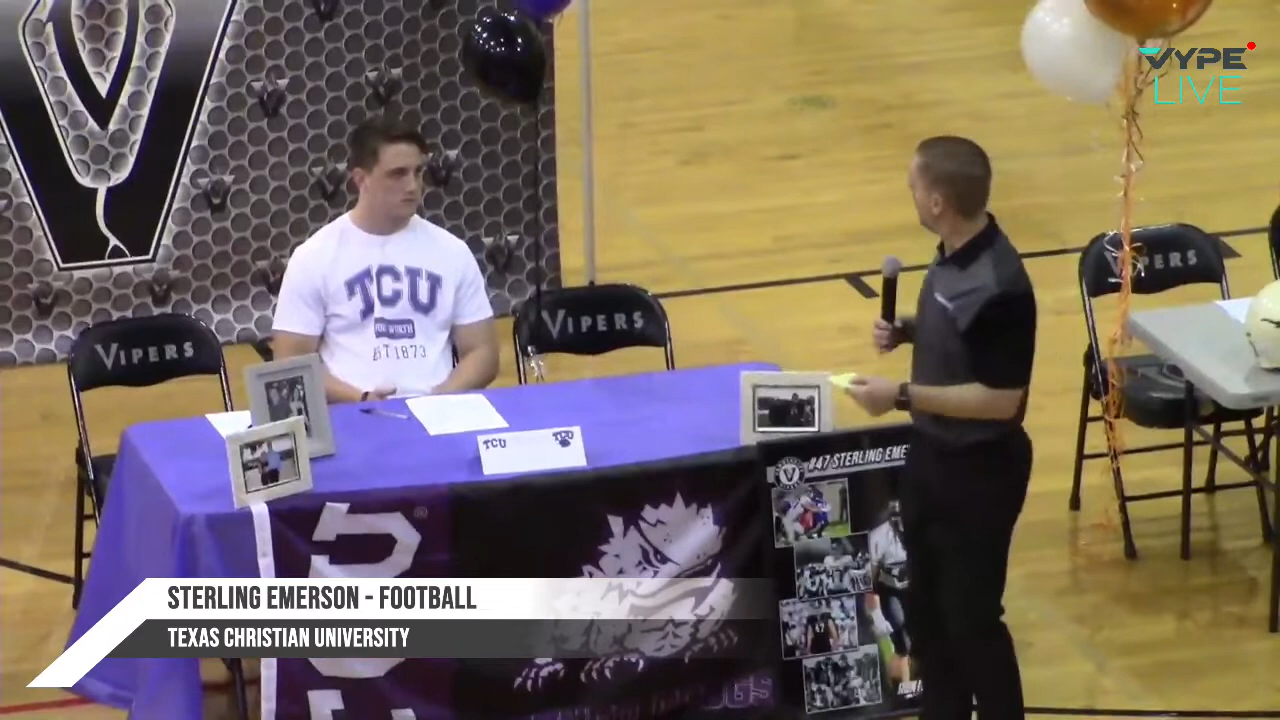 VYPE
LIVE
VIPERS
VIPERS
VIPERS
TCU
FORT WORTH
EST 1873
TCU
#47 STERLING EME
STERLING EMERSON - FOOTBALL
TEXAS CHRISTIAN UNIVERSITY